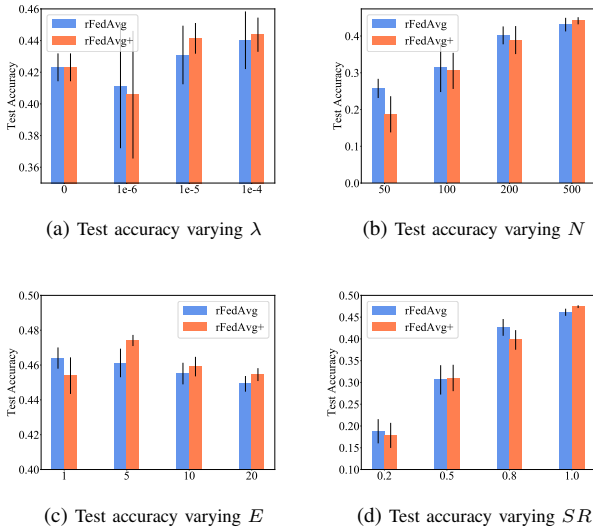 0.46
0.44
0.42
0.40
0.38
0.36
Test Accuracy
rFedAvg
rFedAvg+
0 1e-6 1e-5 1e-4
(a) Test accuracy varying λ
0.4
0.3
0.2
0.1
0.0
Test Accuracy
rFedAvg
rFedAvg+
50 100 200 500
(b) Test accuracy varying N
0.50
0.48
0.46
0.44
0.42
0.40
Test Accuracy
rFedAvg
rFedAvg+
1 5 10 20
(c) Test accuracy varying E
0.50
0.45
0.40
0.35
0.30
0.25
0.20
0.15
0.10
Test Accuracy
rFedAvg
rFedAvg+
0.2 0.5 0.8 1.0
(d) Test accuracy varying SR